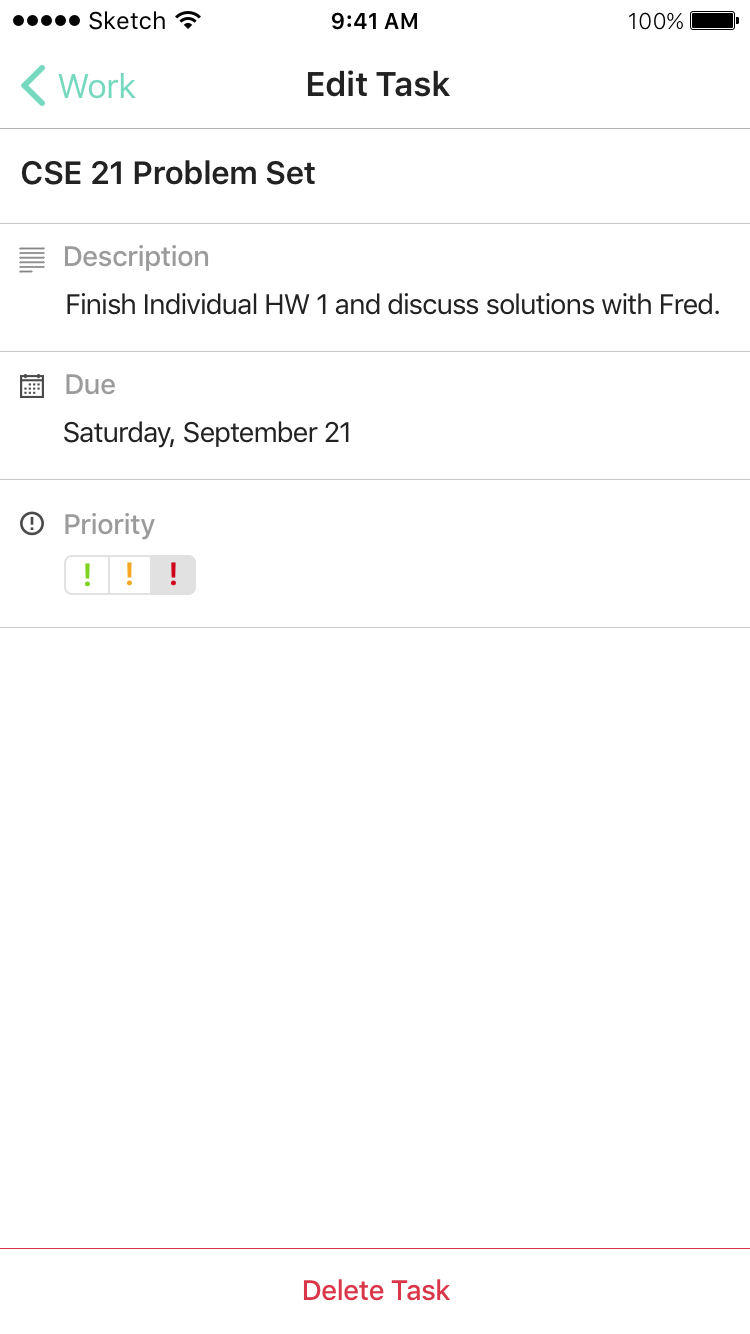 Sketch 9:41 AM 100%
Work Edit Task
CSE 21 Problem Set
Description
Finish Individual HW 1 and discuss solutions with Fred.
Due
Saturday, September 21
Priority
! ! !
Delete Task